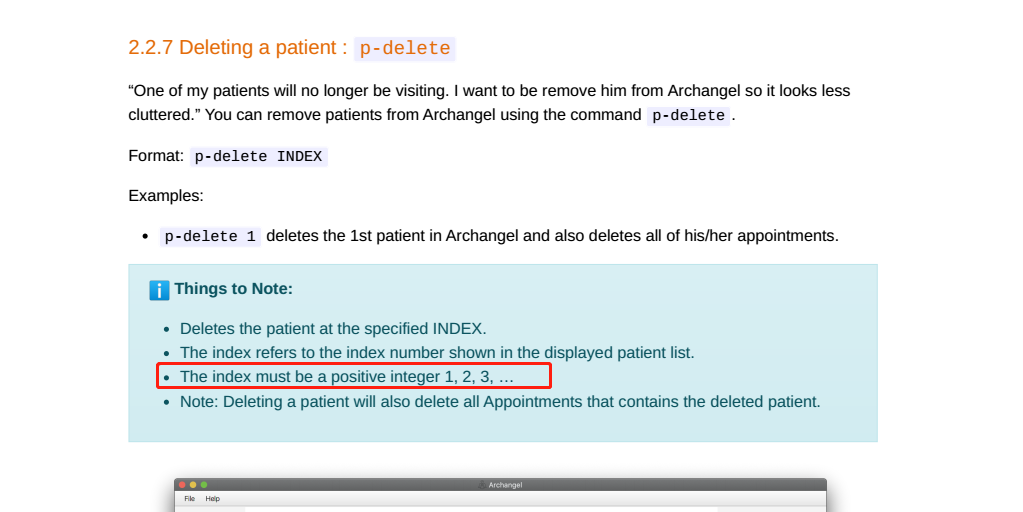 2.2.7 Deleting a patient : p-delete
“One of my patients will no longer be visiting. I want to be remove him from Archangel so it looks less
cluttered.” You can remove patients from Archangel using the command p-delete .
Format: p-delete INDEX
Examples:
• p-delete 1 deletes the 1st patient in Archangel and also deletes all of his/her appointments.
ℹ️ Things to Note:
• Deletes the patient at the specified INDEX.
• The index refers to the index number shown in the displayed patient list.
• The index must be a positive integer 1, 2, 3, …
• Note: Deleting a patient will also delete all Appointments that contains the deleted patient.
Archangel
File Help